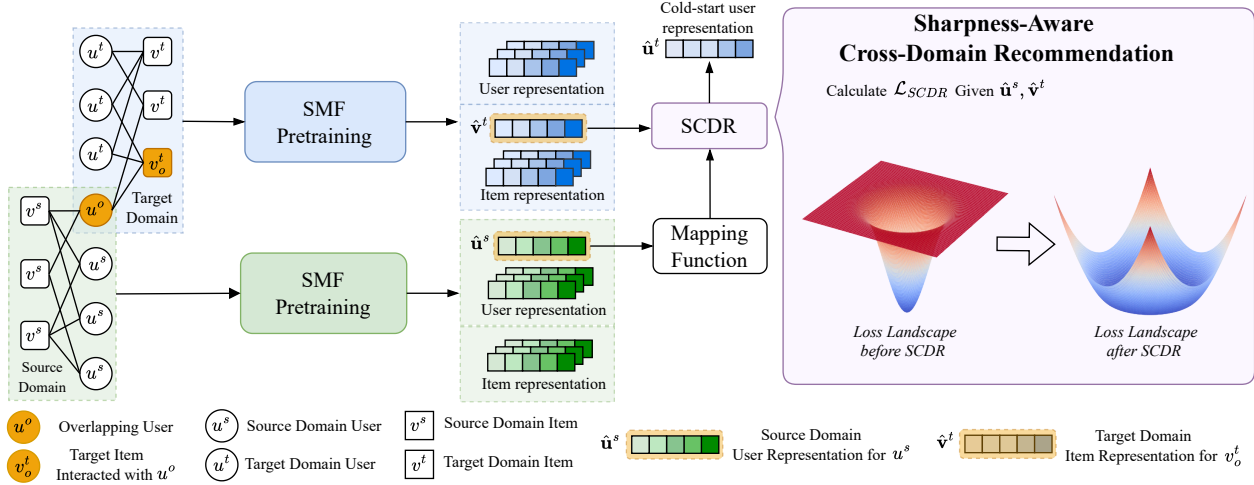 u^t
u^t
u^t
v^t
v^t
v_o^t
Target
Domain
u^o
v^s
v^s
v^s
u^s
u^s
u^s
Source
Domain
SMF
Pretraining
SMF
Pretraining
User representation
v̂^t
Item representation
û^s
User representation
Item representation
Cold-start user
representation
û^t
SCDR
Mapping
Function
Sharpness-Aware
Cross-Domain Recommendation
Calculate ℒ_SCDR Given û^s, v̂^t
Loss Landscape
before SCDR
Loss Landscape
after SCDR
u^o Overlapping User
v_o^t Target Item
Interacted with u^o
u^s Source Domain User
u^t Target Domain User
v^s Source Domain Item
v^t Target Domain Item
û^s Source Domain
User Representation for u^s
v̂^t Target Domain
Item Representation for v_o^t